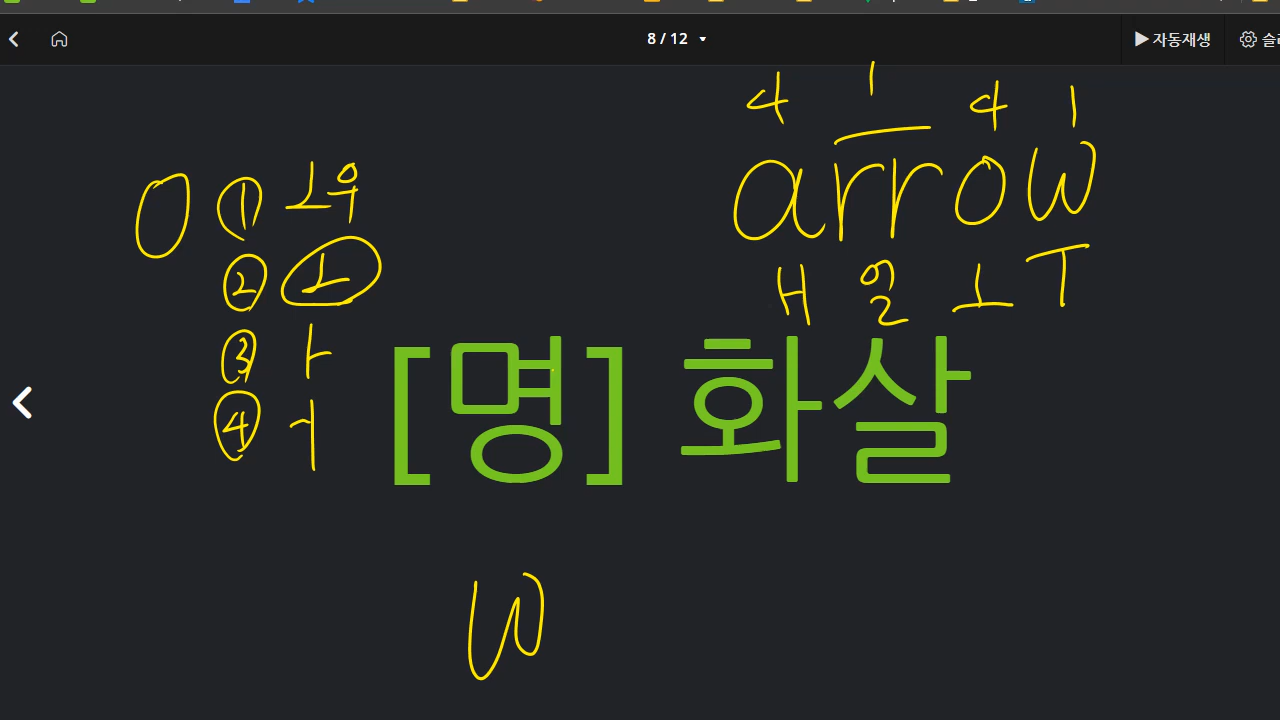 8 / 12
▶ 자동재생
4 1 4 1
arrow
ㅐ ㅗ ㅜ
O ① ㅗ우
② ㅗ
③ ㅏ
④ ㅓ
[명] 화살
w